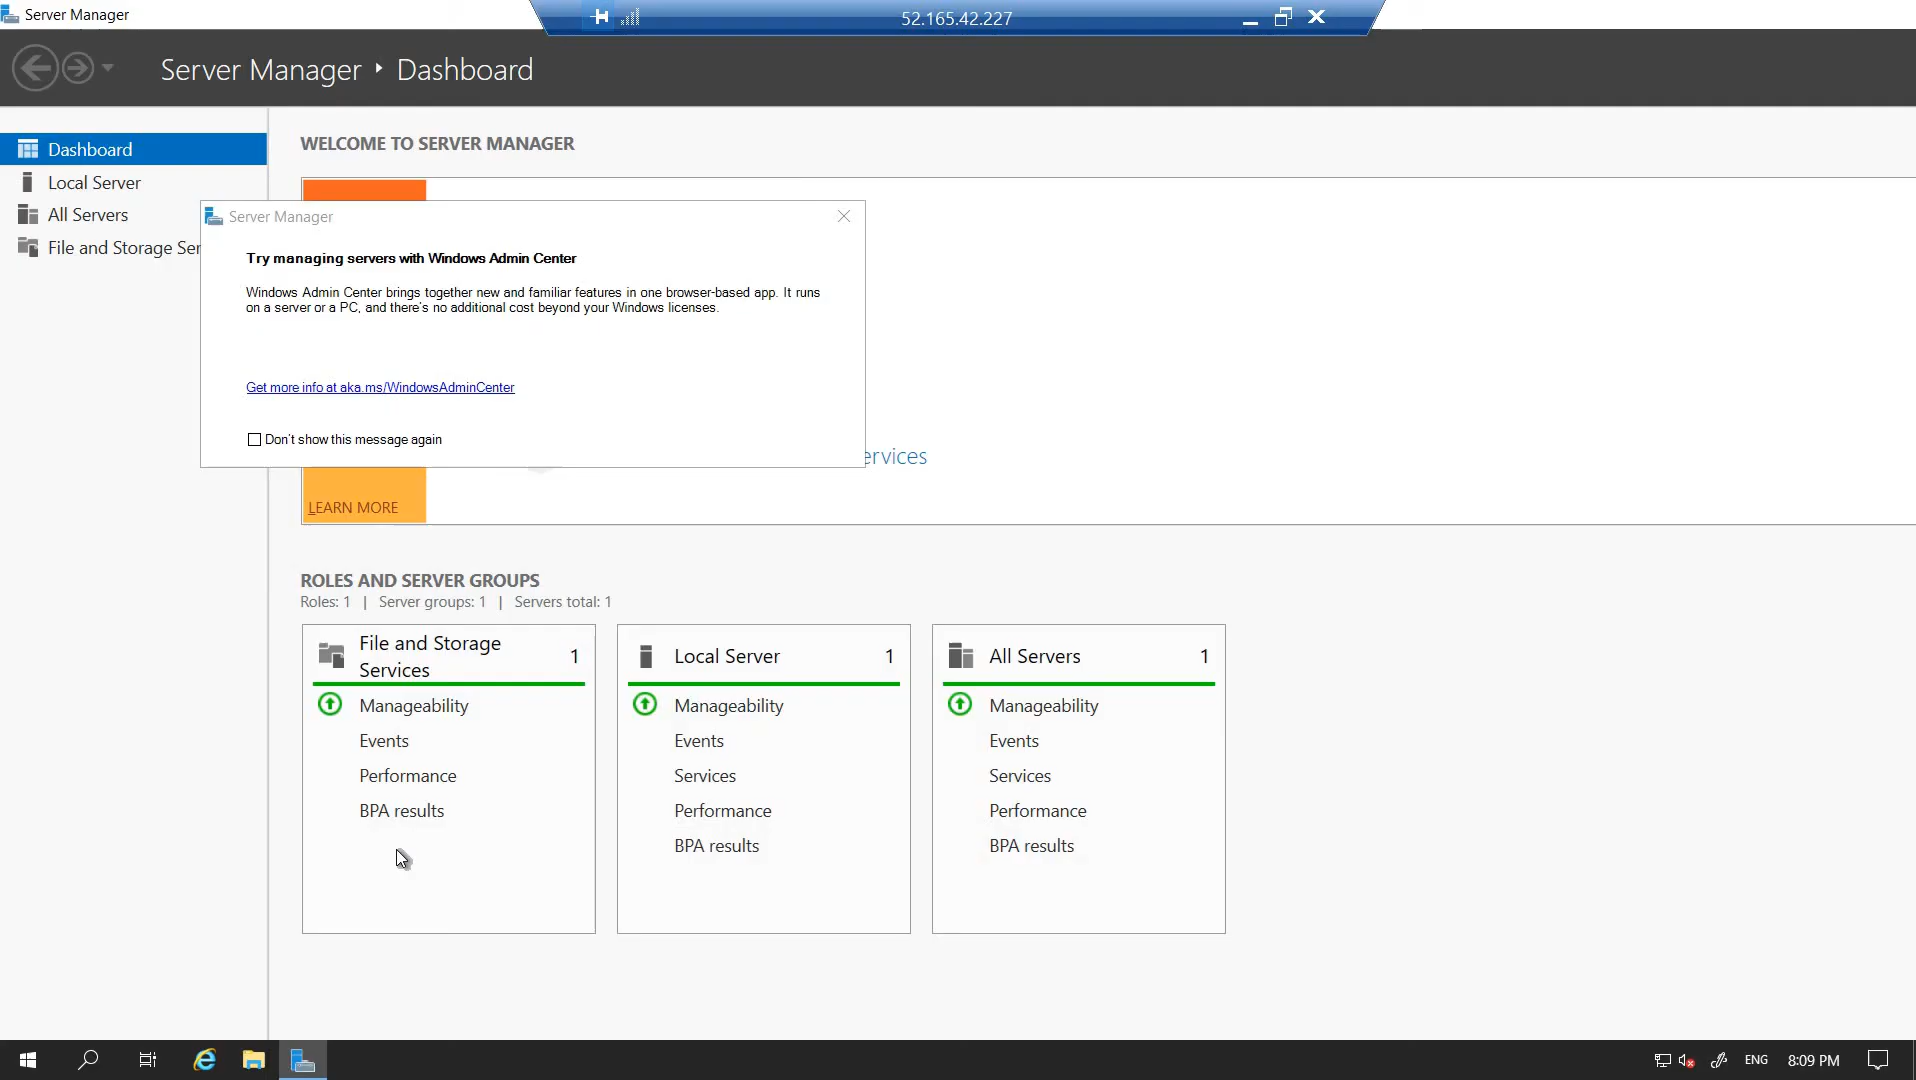 Server Manager
52.165.42.227
Server Manager Dashboard
Dashboard
Local Server
All Servers
File and Storage Ser
WELCOME TO SERVER MANAGER
Server Manager
Try managing servers with Windows Admin Center
Windows Admin Center brings together new and familiar features in one browser-based app. It runs
on a server or a PC, and there's no additional cost beyond your Windows licenses.
Get more info at aka.ms/WindowsAdminCenter
Don't show this message again
ervices
LEARN MORE
ROLES AND SERVER GROUPS
Roles: 1 | Server groups: 1 | Servers total: 1
File and Storage
Services 1
Manageability
Events
Performance
BPA results
Local Server 1
Manageability
Events
Services
Performance
BPA results
All Servers 1
Manageability
Events
Services
Performance
BPA results
ENG
8:09 PM